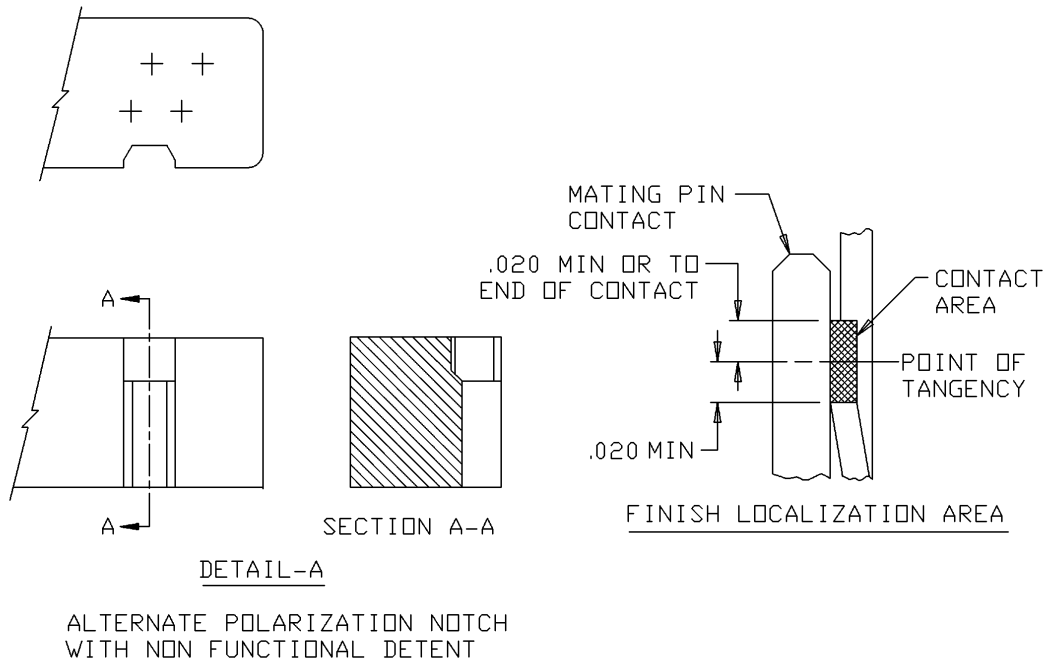 MATING PIN
CONTACT
.020 MIN OR TO
END OF CONTACT
CONTACT
AREA
A
POINT OF
TANGENCY
.020 MIN
A
SECTION A-A
FINISH LOCALIZATION AREA
DETAIL-A
ALTERNATE POLARIZATION NOTCH
WITH NON FUNCTIONAL DETENT